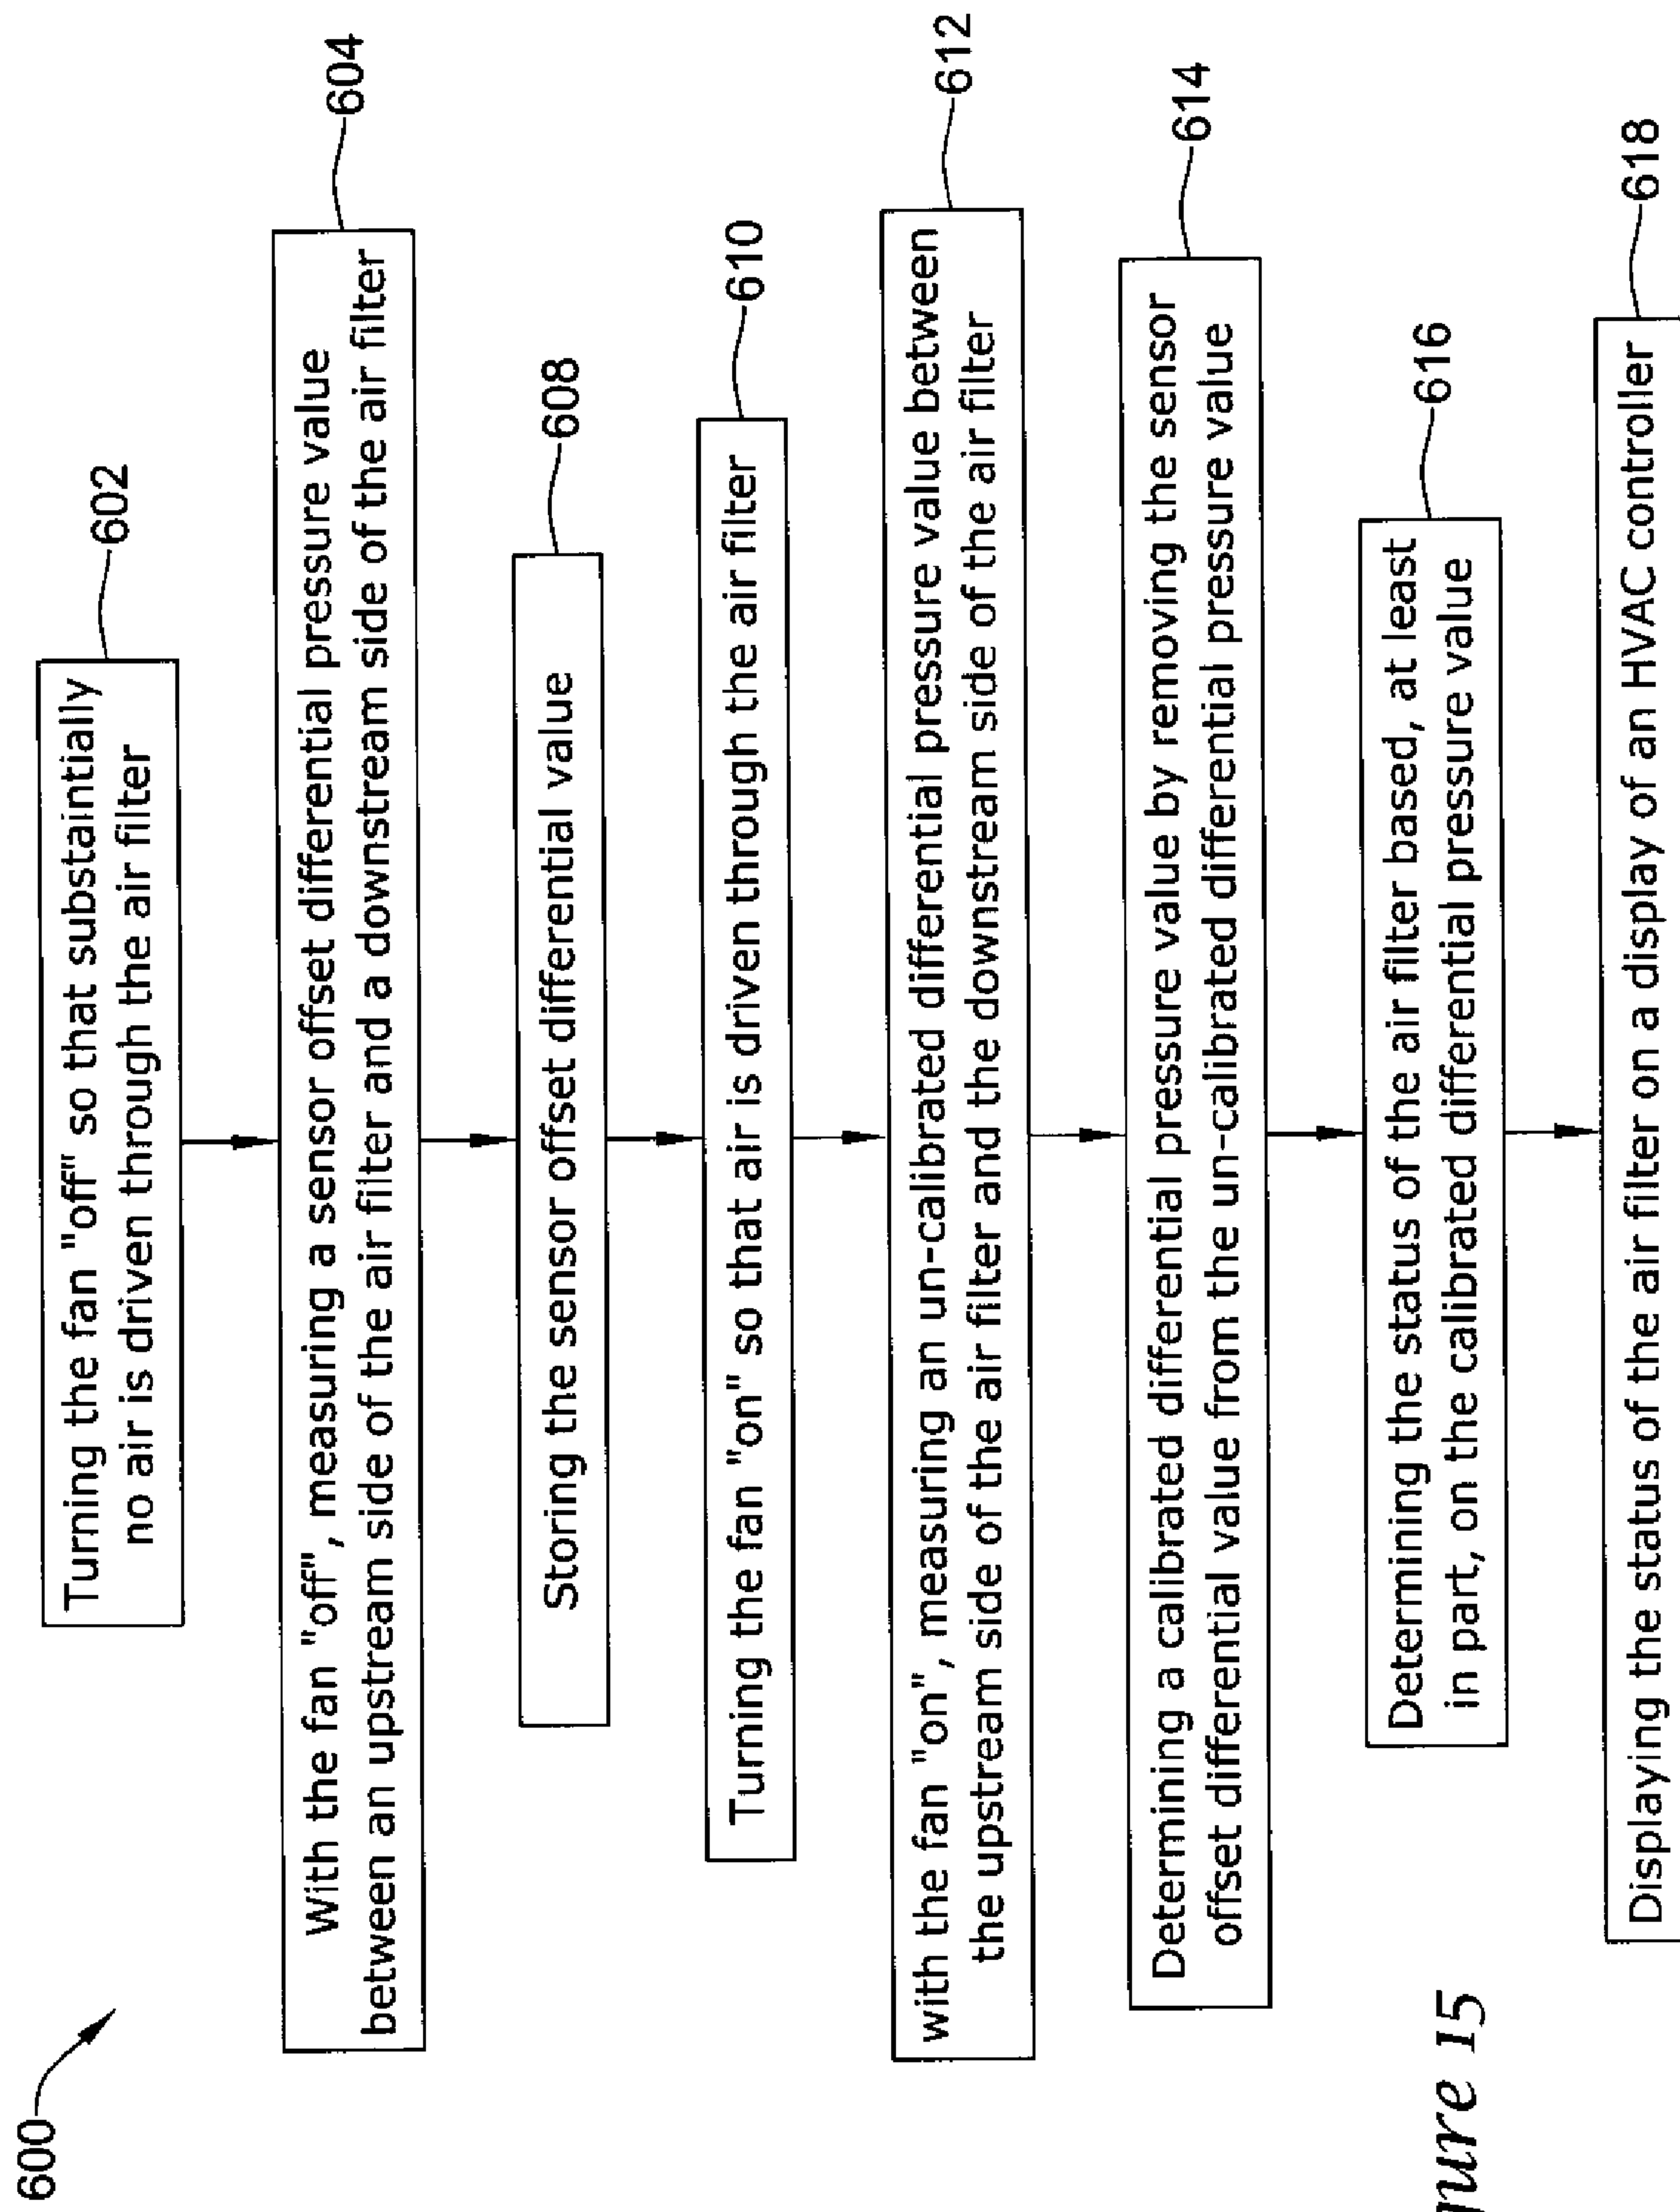 600
Turning the fan "off" so that substaintially
no air is driven through the air filter
602
With the fan "off", measuring a sensor offset differential pressure value
between an upstream side of the air filter and a downstream side of the air filter
604
Storing the sensor offset differential value
608
Turning the fan "on" so that air is driven through the air filter
610
with the fan "on", measuring an un-calibrated differential pressure value between
the upstream side of the air filter and the downstream side of the air filter
612
Determining a calibrated differential pressure value by removing the sensor
offset differential value from the un-calibrated differential pressure value
614
Determining the status of the air filter based, at least
in part, on the calibrated differential pressure value
616
Displaying the status of the air filter on a display of an HVAC controller
618
15